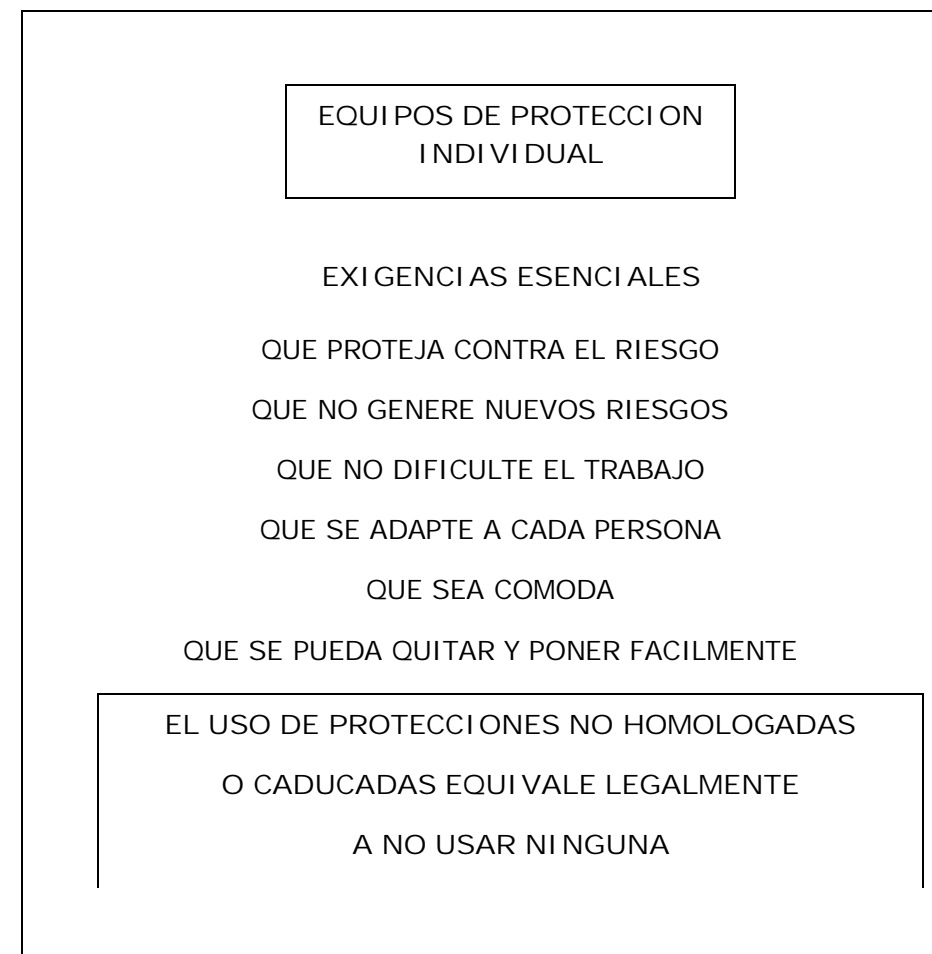 EQUIPOS DE PROTECCION
INDIVIDUAL
EXIGENCIAS ESENCIALES
QUE PROTEJA CONTRA EL RIESGO
QUE NO GENERE NUEVOS RIESGOS
QUE NO DIFICULTE EL TRABAJO
QUE SE ADAPTE A CADA PERSONA
QUE SEA COMODA
QUE SE PUEDA QUITAR Y PONER FACILMENTE
EL USO DE PROTECCIONES NO HOMOLOGADAS
O CADUCADAS EQUIVALE LEGALMENTE
A NO USAR NINGUNA